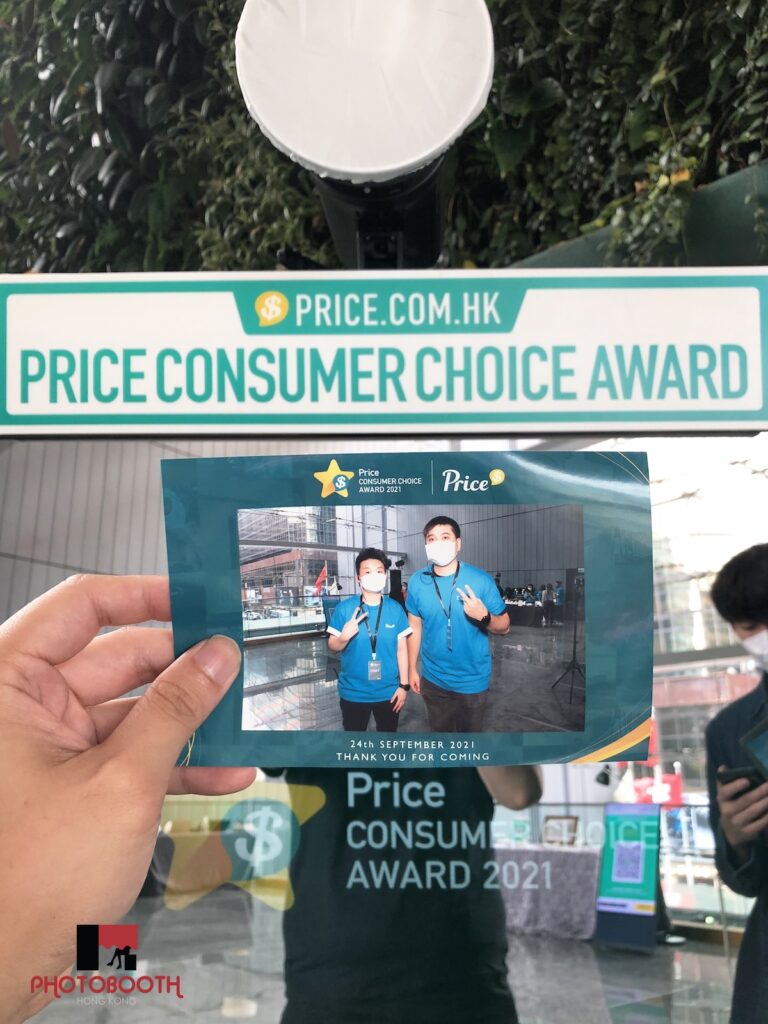 PRICE.COM.HK
PRICE CONSUMER CHOICE AWARD
Price
CONSUMER CHOICE
AWARD 2021
Price
24th SEPTEMBER 2021
THANK YOU FOR COMING
Price
CONSUMER CHOICE
AWARD 2021
PHOTOBOOTH
HONG KONG